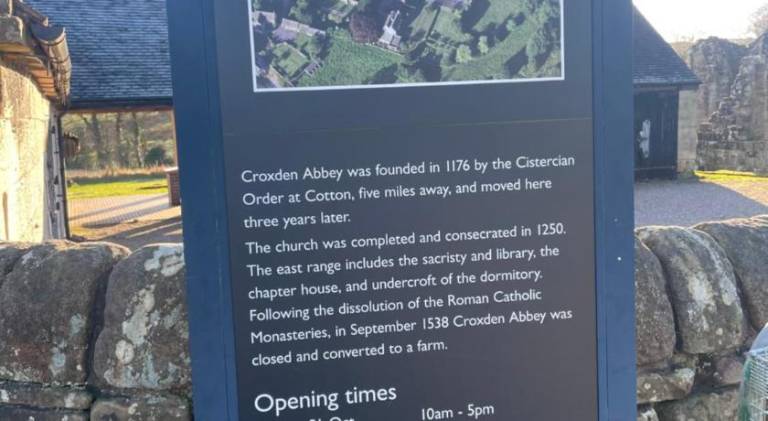 Croxden Abbey was founded in 1176 by the Cistercian
Order at Cotton, five miles away, and moved here
three years later.
The church was completed and consecrated in 1250.
The east range includes the sacristy and library, the
chapter house, and undercroft of the dormitory.
Following the dissolution of the Roman Catholic
Monasteries, in September 1538 Croxden Abbey was
closed and converted to a farm.
Opening times
10am - 5pm